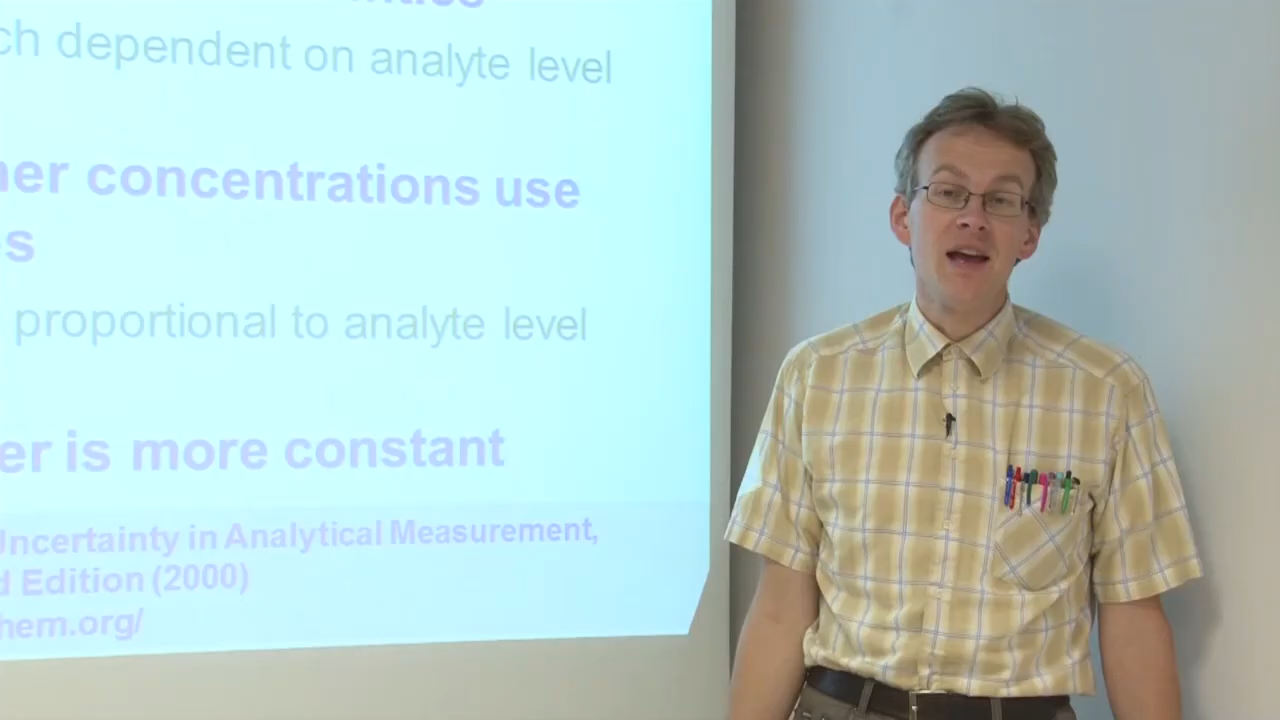 ch dependent on analyte level
her concentrations use
es
proportional to analyte level
er is more constant
Uncertainty in Analytical Measurement,
d Edition (2000)
hem.org/